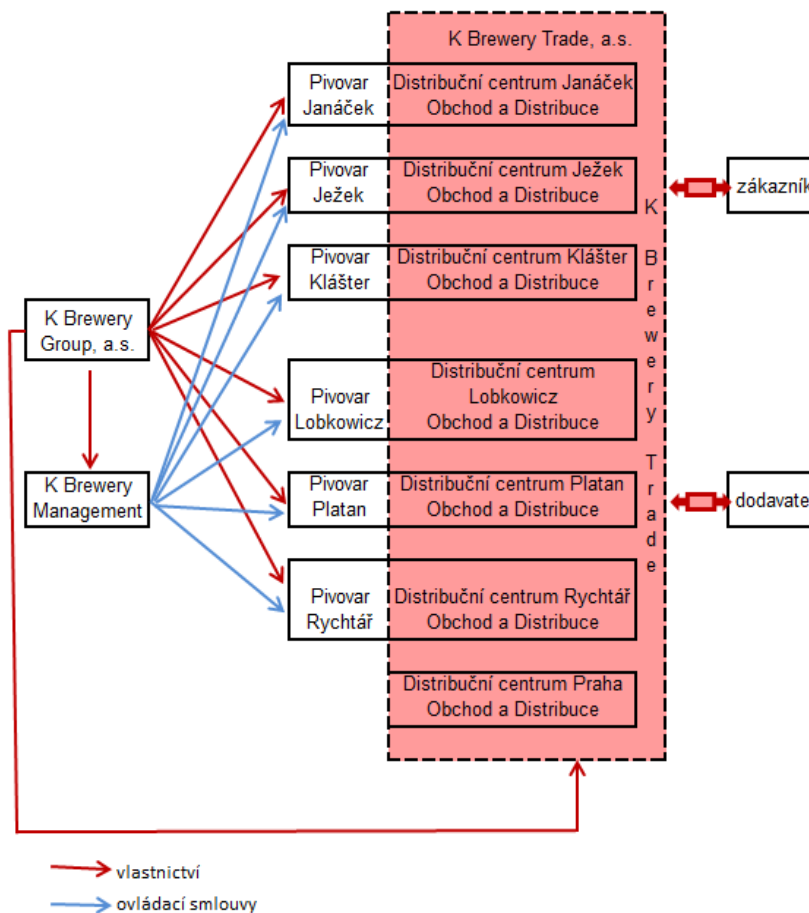 K Brewery Trade, a.s.
Pivovar
Janáček
Distribuční centrum Janáček
Obchod a Distribuce
Pivovar
Ježek
Distribuční centrum Ježek
Obchod a Distribuce
zákazník
Pivovar
Klášter
Distribuční centrum Klášter
Obchod a Distribuce
K Brewery Trade
K Brewery
Group, a.s.
Pivovar
Lobkowicz
Distribuční centrum
Lobkowicz
Obchod a Distribuce
K Brewery
Management
Pivovar
Platan
Distribuční centrum Platan
Obchod a Distribuce
dodavate
Pivovar
Rychtář
Distribuční centrum Rychtář
Obchod a Distribuce
Distribuční centrum Praha
Obchod a Distribuce
vlastnictví
ovládací smlouvy